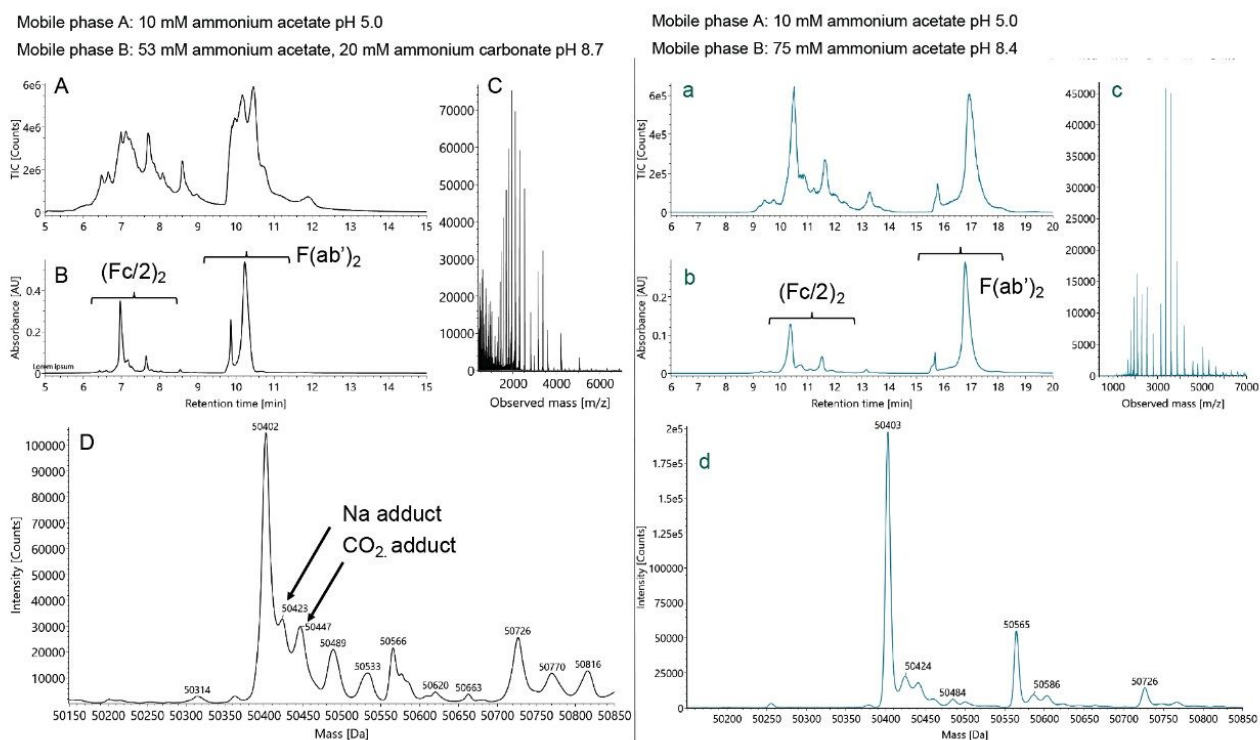 Mobile phase A: 10 mM ammonium acetate pH 5.0
Mobile phase B: 53 mM ammonium acetate, 20 mM ammonium carbonate pH 8.7
A
TIC [Counts]
6e6
4e6
2e6
0
5 6 7 8 9 10 11 12 13 14 15
B
(Fc/2)2
F(ab')2
Absorbance [AU]
0.4
0.2
0
Lorem ipsum
5 6 7 8 9 10 11 12 13 14 15
Retention time [min]
C
70000
60000
50000
40000
30000
20000
10000
0
2000 4000 6000
Observed mass [m/z]
D
Intensity [Counts]
100000
90000
80000
70000
60000
50000
40000
30000
20000
10000
50314
50402
50423
50447
50489
50533
50566
50620
50663
50726
50770
50816
Na adduct
CO2. adduct
50150 50200 50250 50300 50350 50400 50450 50500 50550 50600 50650 50700 50750 50800 50850
Mass [Da]
Mobile phase A: 10 mM ammonium acetate pH 5.0
Mobile phase B: 75 mM ammonium acetate pH 8.4
a
TIC [Counts]
6e5
4e5
2e5
0
6 7 8 9 10 11 12 13 14 15 16 17 18 19 20
b
(Fc/2)2
F(ab')2
Absorbance [AU]
0.2
0.1
0
6 7 8 9 10 11 12 13 14 15 16 17 18 19 20
Retention time [min]
c
45000
40000
35000
30000
25000
20000
15000
10000
5000
0
1000 3000 5000 7000
Observed mass [m/z]
d
Intensity [Counts]
2e5
1.75e5
1.5e5
1.25e5
100000
75000
50000
25000
0
50403
50424
50484
50565
50586
50726
50200 50250 50300 50350 50400 50450 50500 50550 50600 50650 50700 50750 50800 50850
Mass [Da]